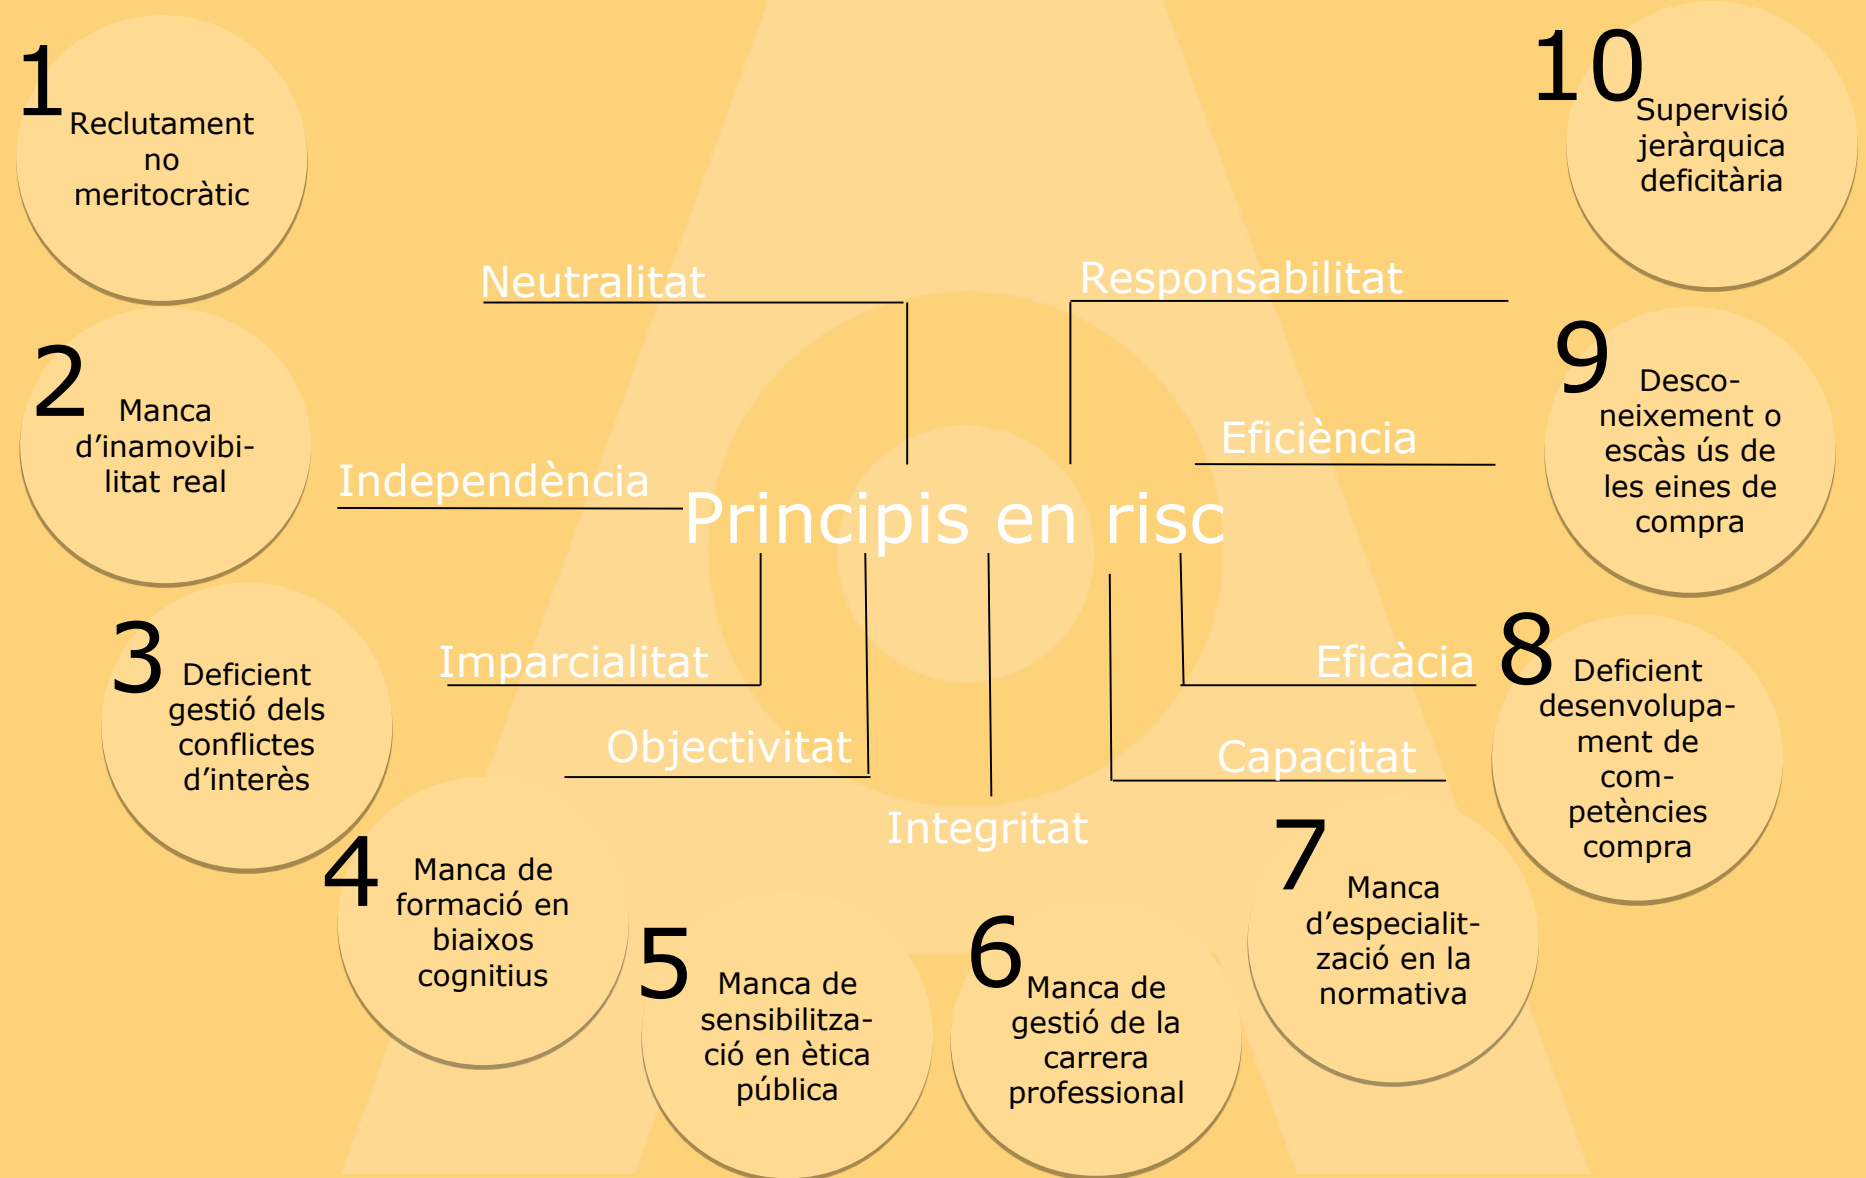 1
Reclutament
no
meritocràtic
2
Manca
d’inamovibi-
litat real
3
Deficient
gestió dels
conflictes
d’interès
4
Manca de
formació en
biaixos
cognitius
5
Manca de
sensibilitza-
ció en ètica
pública
6
Manca de
gestió de la
carrera
professional
7
Manca
d’especialit-
zació en la
normativa
8
Deficient
desenvolupa-
ment de
com-
petències
compra
9
Desco-
neixement o
escàs ús de
les eines de
compra
10
Supervisió
jeràrquica
deficitària
Principis en risc
Neutralitat
Independència
Imparcialitat
Objectivitat
Integritat
Capacitat
Eficàcia
Eficiència
Responsabilitat